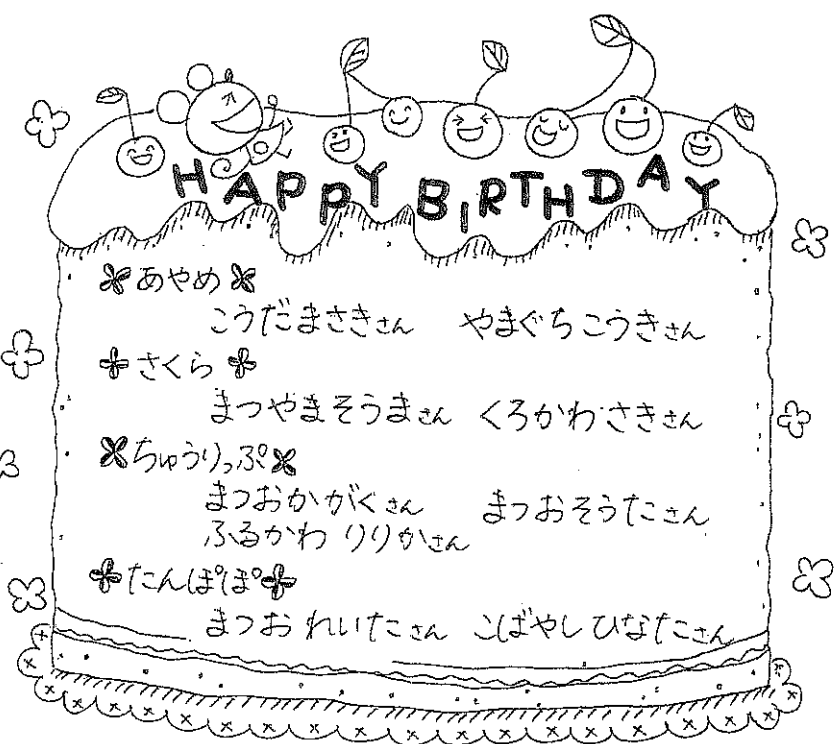 HAPPY BIRTHDAY
あやめ
こうだまさきさん やまぐちこうきさん
さくら
まつやまそうまさん くろかわさきさん
ちゅうりっぷ
まつおかがくさん まつおそうたさん
ふるかわ りりかさん
たんぽぽ
まつお れいたさん こばやしひなたさん